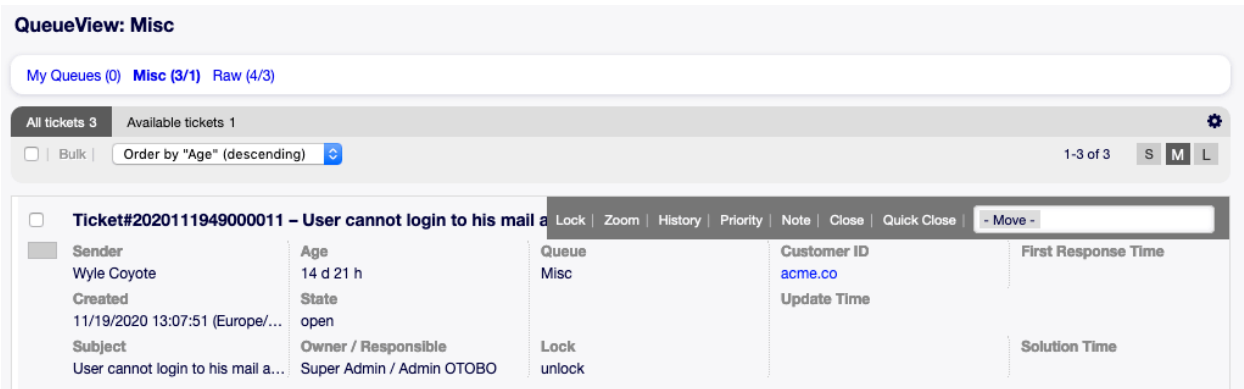 QueueView: Misc
My Queues (0) Misc (3/1) Raw (4/3)
All tickets 3 Available tickets 1
| Bulk | Order by "Age" (descending) 1-3 of 3 S M L
Ticket#2020111949000011 – User cannot login to his mail a Lock | Zoom | History | Priority | Note | Close | Quick Close | - Move -
Sender Age Queue Customer ID First Response Time
Wyle Coyote 14 d 21 h Misc acme.co
Created State Update Time
11/19/2020 13:07:51 (Europe/... open
Subject Owner / Responsible Lock Solution Time
User cannot login to his mail a... Super Admin / Admin OTOBO unlock